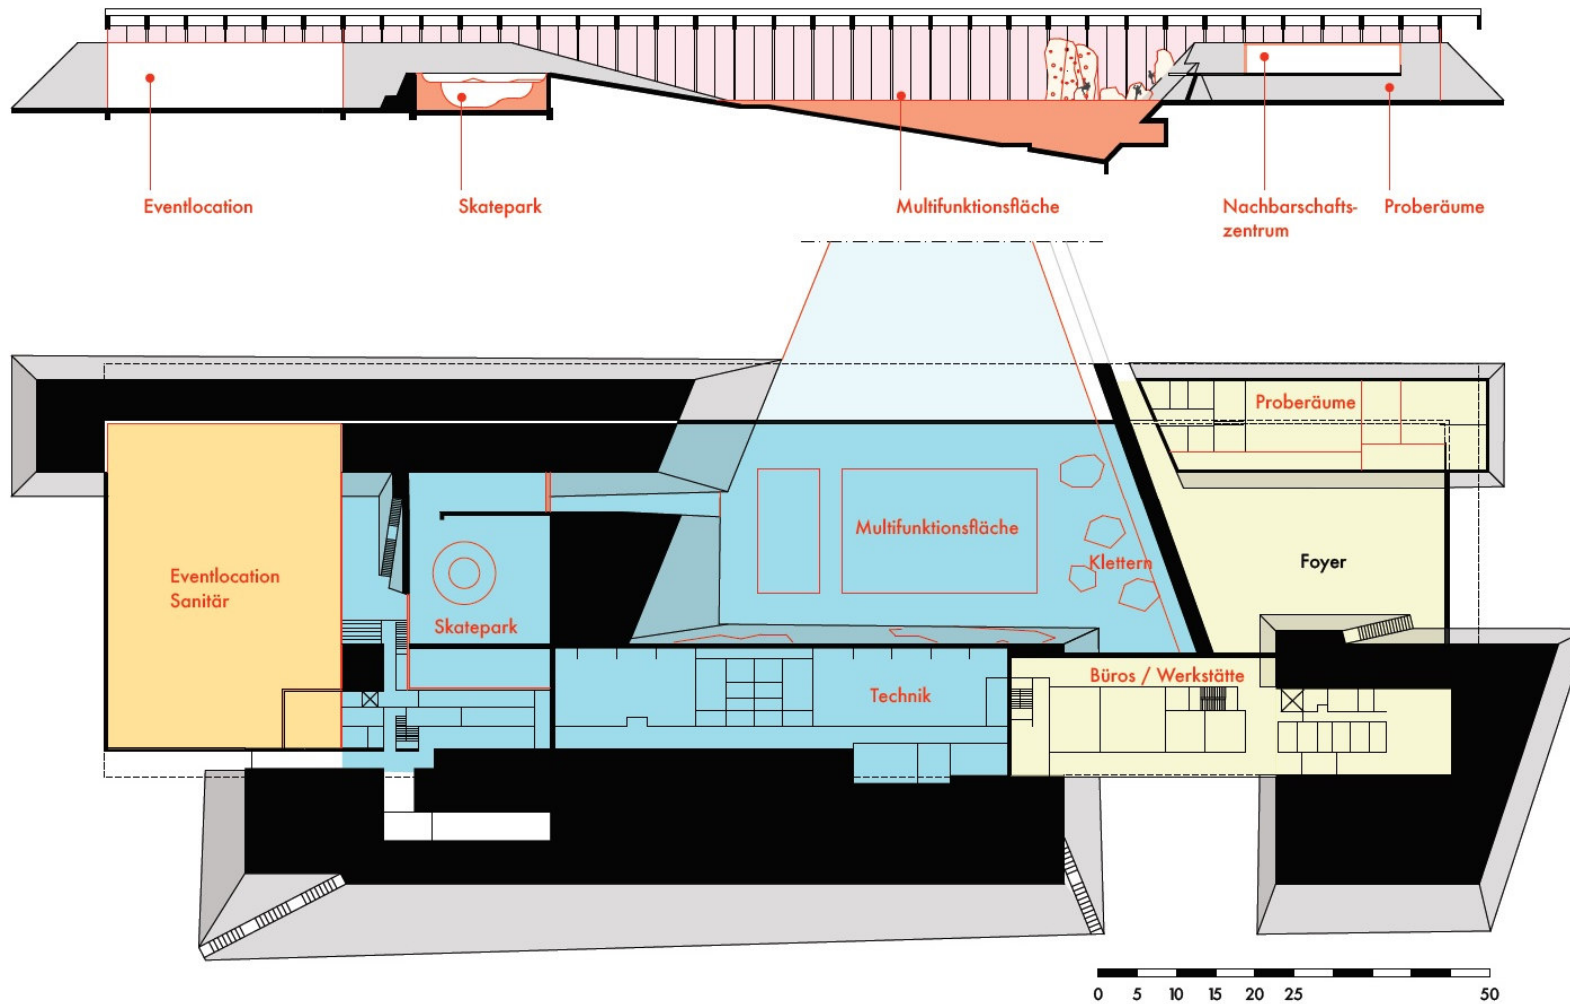 Eventlocation
Skatepark
Multifunktionsfläche
Nachbarschafts-
zentrum
Proberäume
Proberäume
Multifunktionsfläche
Klettern
Foyer
Eventlocation
Sanitär
Skatepark
Technik
Büros / Werkstätte
0 5 10 15 20 25 50